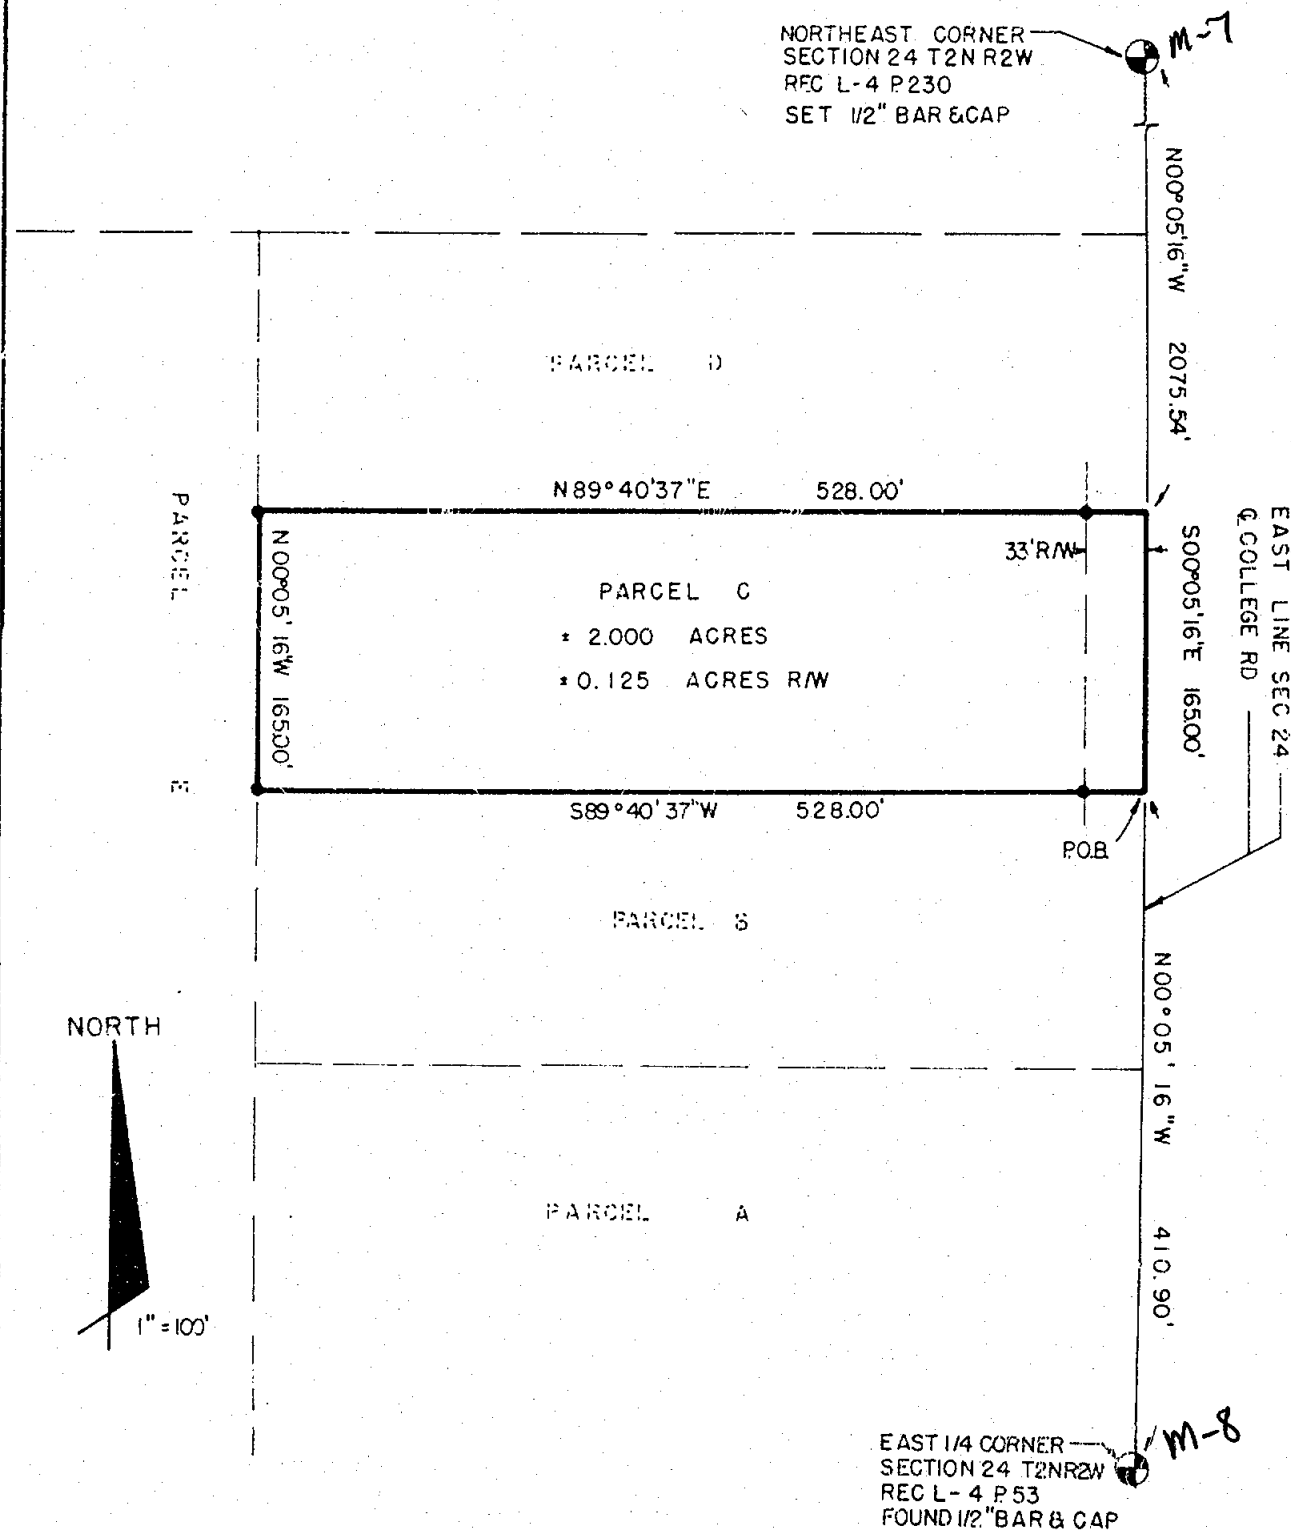 NORTHEAST CORNER
SECTION 24 T2N R2W
REC L-4 P230
SET 1/2" BAR & CAP
M-7
N00°05'16"W 2075.54'
PARCEL D
N89°40'37"E 528.00'
33' R/W
PARCEL E
N00°05'16"W 165.00'
PARCEL C
± 2.000 ACRES
± 0.125 ACRES R/W
S00°05'16"E 165.00'
EAST LINE SEC 24
℄ COLLEGE RD
S89°40'37"W 528.00'
P.O.B.
PARCEL B
NORTH
1"=100'
N00°05'16"W 410.90'
PARCEL A
EAST 1/4 CORNER
SECTION 24 T2N R2W
REC L-4 P.53
FOUND 1/2" BAR & CAP
M-8